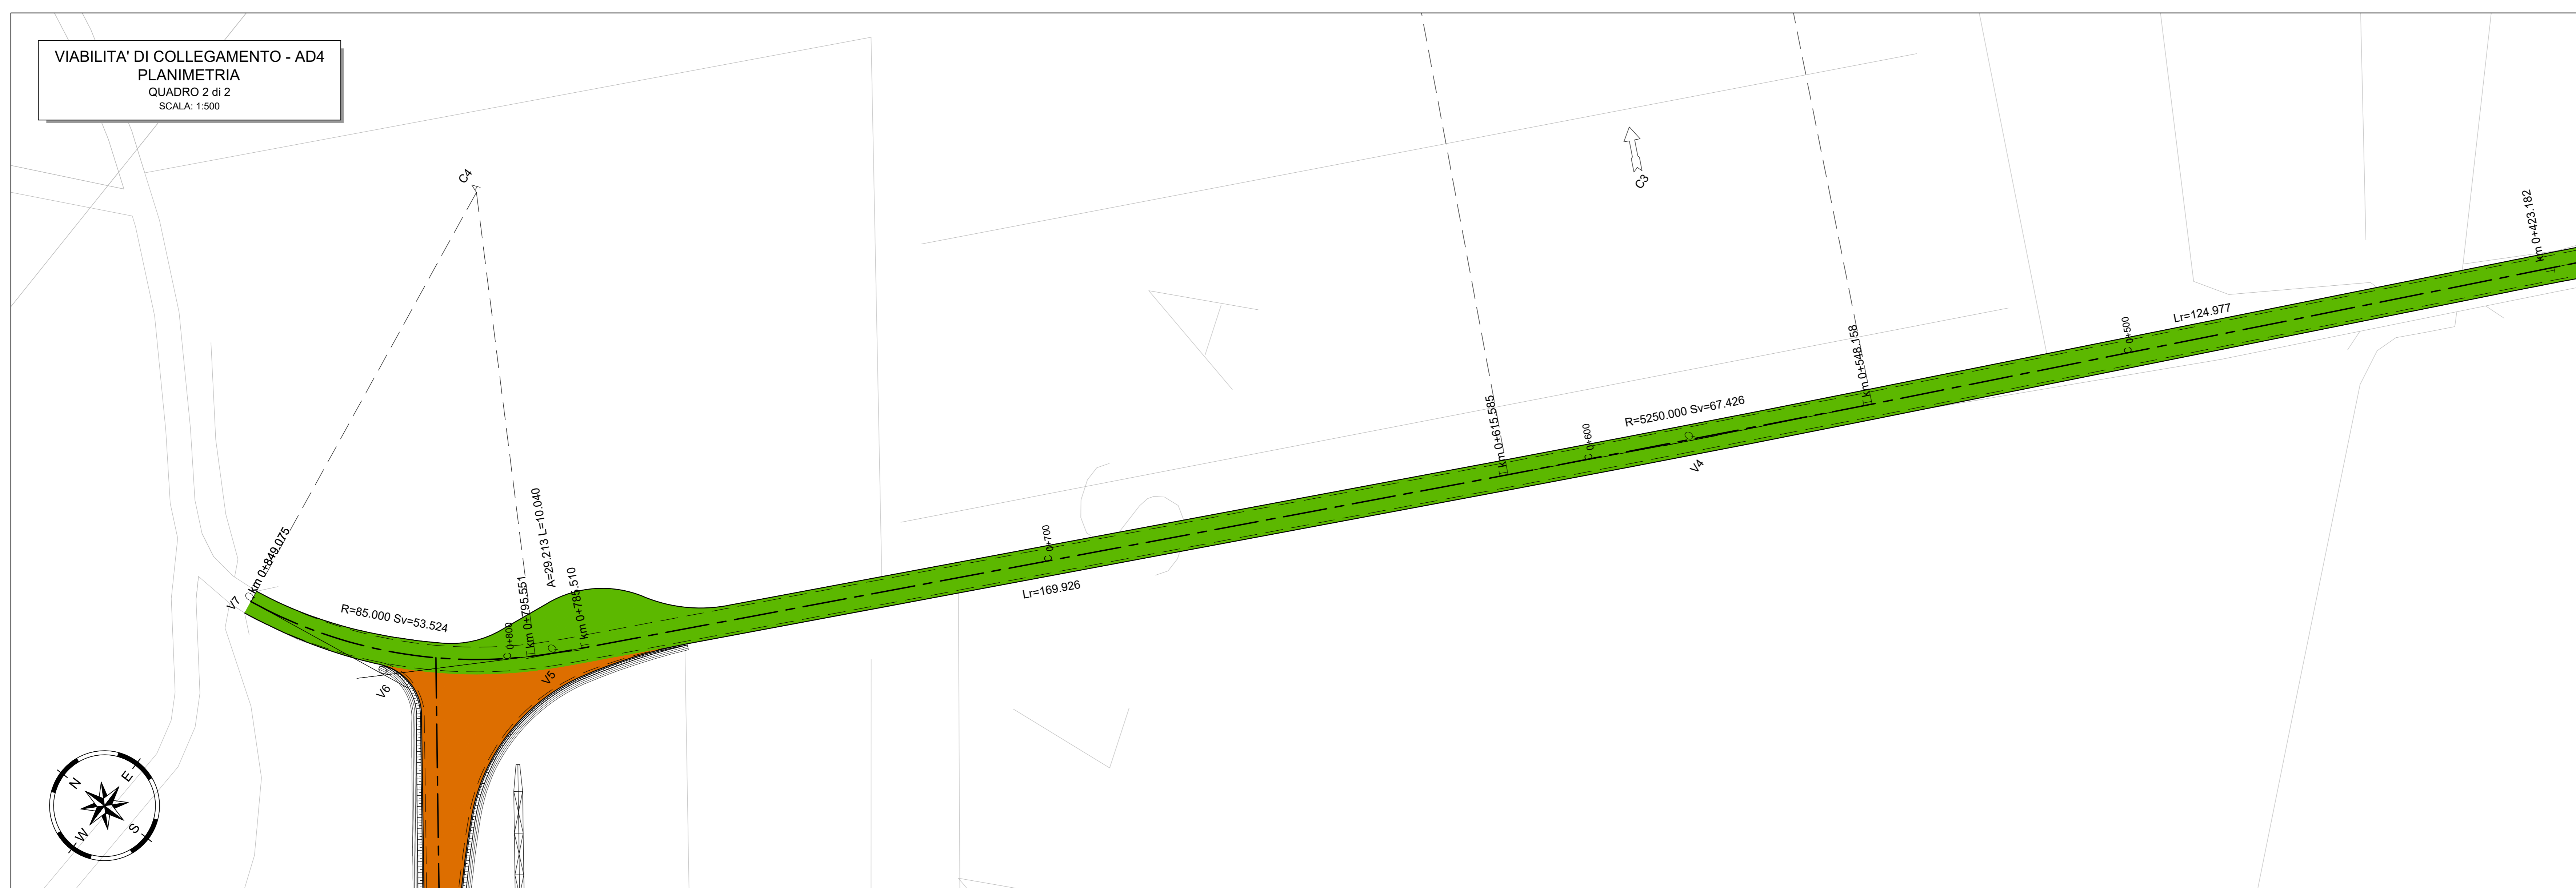 VIABILITA' DI COLLEGAMENTO - AD4
PLANIMETRIA
QUADRO 2 di 2
SCALA: 1:500
C4
C3
km 0+423.182
Lr=124.977
C 0+500
km 0+548.158
R=5250.000 Sv=67.426
V4
C 0+600
km 0+615.585
C 0+700
Lr=169.926
A=29.213 L=10.040
km 0+785.510
km 0+795.551
C 0+800
V5
R=85.000 Sv=53.524
V6
km 0+849.075
V7
N
E
W
S